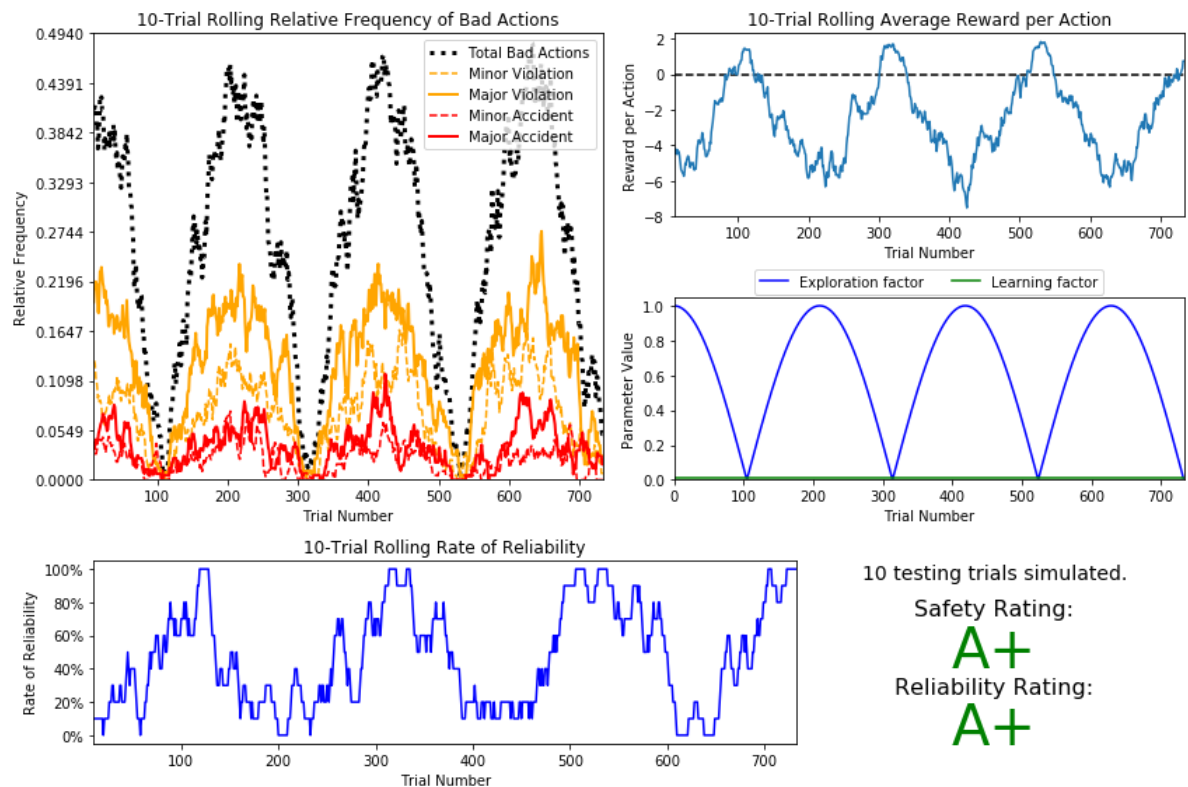 10-Trial Rolling Relative Frequency of Bad Actions
0.4940
0.4391
0.3842
0.3293
0.2744
0.2196
0.1647
0.1098
0.0549
0.0000
Relative Frequency
Total Bad Actions
Minor Violation
Major Violation
Minor Accident
Major Accident
100 200 300 400 500 600 700
Trial Number
10-Trial Rolling Average Reward per Action
2
0
−2
−4
−6
−8
Reward per Action
100 200 300 400 500 600 700
Trial Number
Exploration factor Learning factor
1.0
0.8
0.6
0.4
0.2
0.0
Parameter Value
0 100 200 300 400 500 600 700
Trial Number
10-Trial Rolling Rate of Reliability
100%
80%
60%
40%
20%
0%
Rate of Reliability
100 200 300 400 500 600 700
Trial Number
10 testing trials simulated.
Safety Rating:
A+
Reliability Rating:
A+